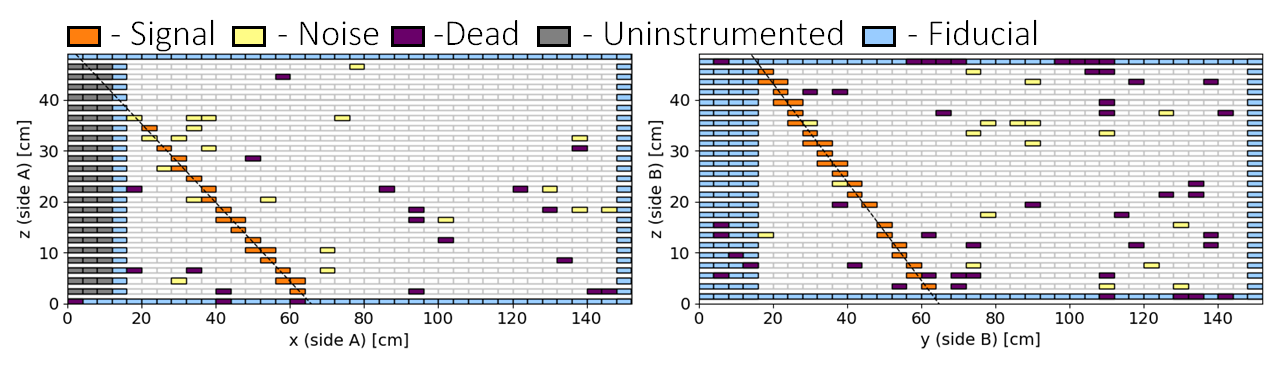 - Signal - Noise -Dead - Uninstrumented - Fiducial
z (side A) [cm]
40
30
20
10
0
0 20 40 60 80 100 120 140
x (side A) [cm]
z (side B) [cm]
40
30
20
10
0
0 20 40 60 80 100 120 140
y (side B) [cm]